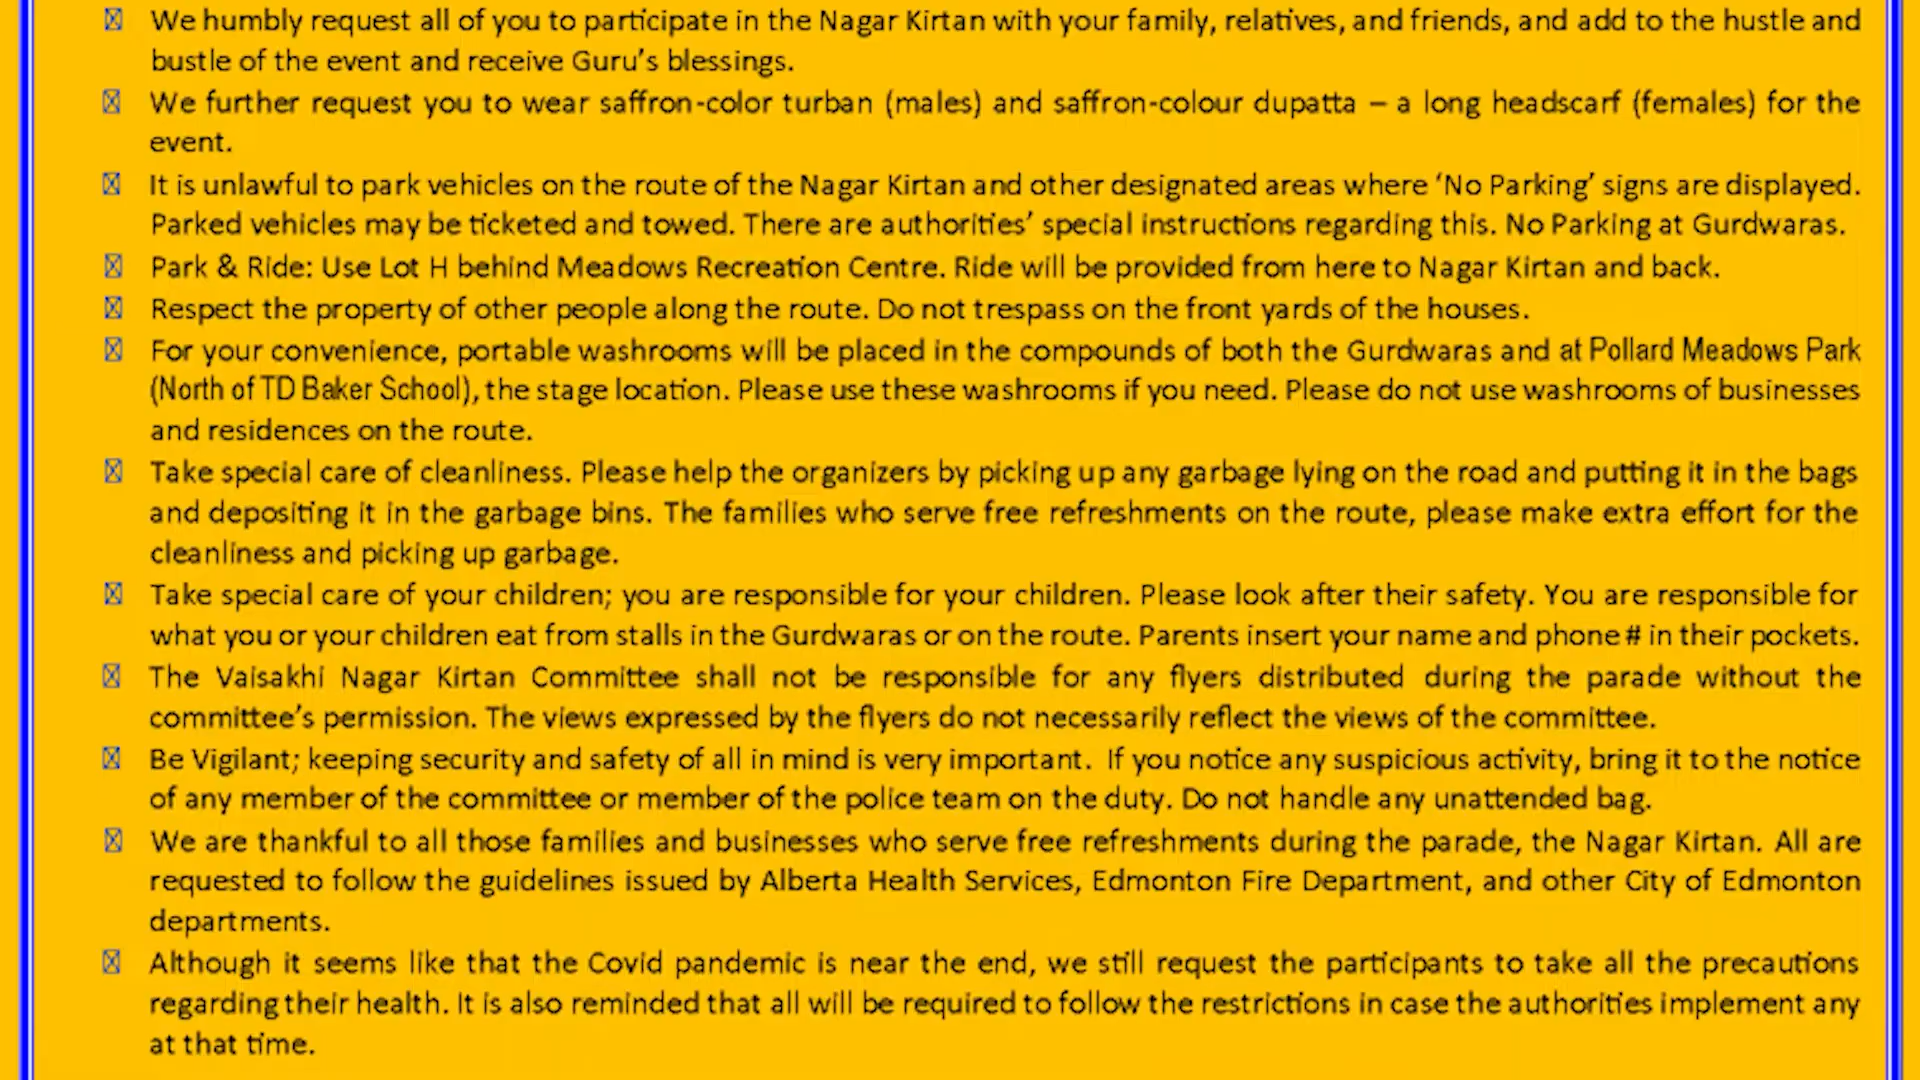 We humbly request all of you to participate in the Nagar Kirtan with your family, relatives, and friends, and add to the hustle and
bustle of the event and receive Guru's blessings.
We further request you to wear saffron-color turban (males) and saffron-colour dupatta – a long headscarf (females) for the
event.
It is unlawful to park vehicles on the route of the Nagar Kirtan and other designated areas where 'No Parking' signs are displayed.
Parked vehicles may be ticketed and towed. There are authorities' special instructions regarding this. No Parking at Gurdwaras.
Park & Ride: Use Lot H behind Meadows Recreation Centre. Ride will be provided from here to Nagar Kirtan and back.
Respect the property of other people along the route. Do not trespass on the front yards of the houses.
For your convenience, portable washrooms will be placed in the compounds of both the Gurdwaras and at Pollard Meadows Park
(North of TD Baker School), the stage location. Please use these washrooms if you need. Please do not use washrooms of businesses
and residences on the route.
Take special care of cleanliness. Please help the organizers by picking up any garbage lying on the road and putting it in the bags
and depositing it in the garbage bins. The families who serve free refreshments on the route, please make extra effort for the
cleanliness and picking up garbage.
Take special care of your children; you are responsible for your children. Please look after their safety. You are responsible for
what you or your children eat from stalls in the Gurdwaras or on the route. Parents insert your name and phone # in their pockets.
The Vaisakhi Nagar Kirtan Committee shall not be responsible for any flyers distributed during the parade without the
committee's permission. The views expressed by the flyers do not necessarily reflect the views of the committee.
Be Vigilant; keeping security and safety of all in mind is very important. If you notice any suspicious activity, bring it to the notice
of any member of the committee or member of the police team on the duty. Do not handle any unattended bag.
We are thankful to all those families and businesses who serve free refreshments during the parade, the Nagar Kirtan. All are
requested to follow the guidelines issued by Alberta Health Services, Edmonton Fire Department, and other City of Edmonton
departments.
Although it seems like that the Covid pandemic is near the end, we still request the participants to take all the precautions
regarding their health. It is also reminded that all will be required to follow the restrictions in case the authorities implement any
at that time.